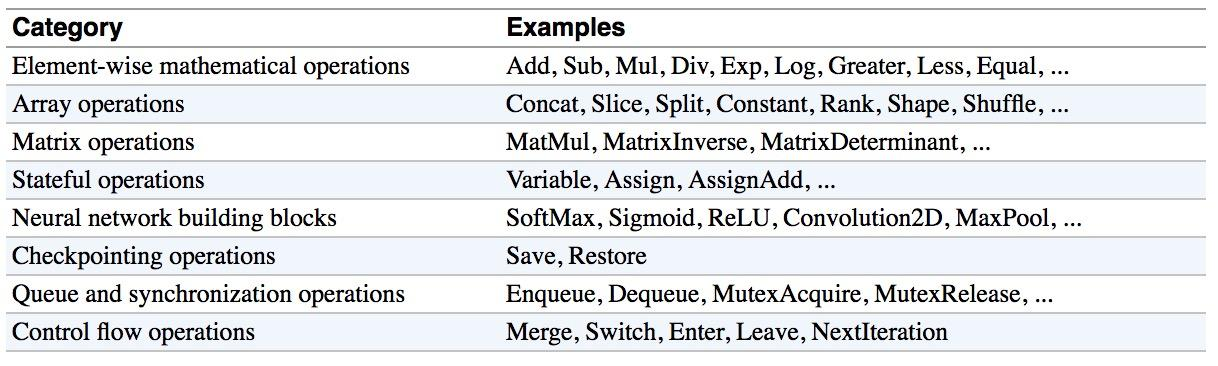 Category Examples
Element-wise mathematical operations Add, Sub, Mul, Div, Exp, Log, Greater, Less, Equal, ...
Array operations Concat, Slice, Split, Constant, Rank, Shape, Shuffle, ...
Matrix operations MatMul, MatrixInverse, MatrixDeterminant, ...
Stateful operations Variable, Assign, AssignAdd, ...
Neural network building blocks SoftMax, Sigmoid, ReLU, Convolution2D, MaxPool, ...
Checkpointing operations Save, Restore
Queue and synchronization operations Enqueue, Dequeue, MutexAcquire, MutexRelease, ...
Control flow operations Merge, Switch, Enter, Leave, NextIteration